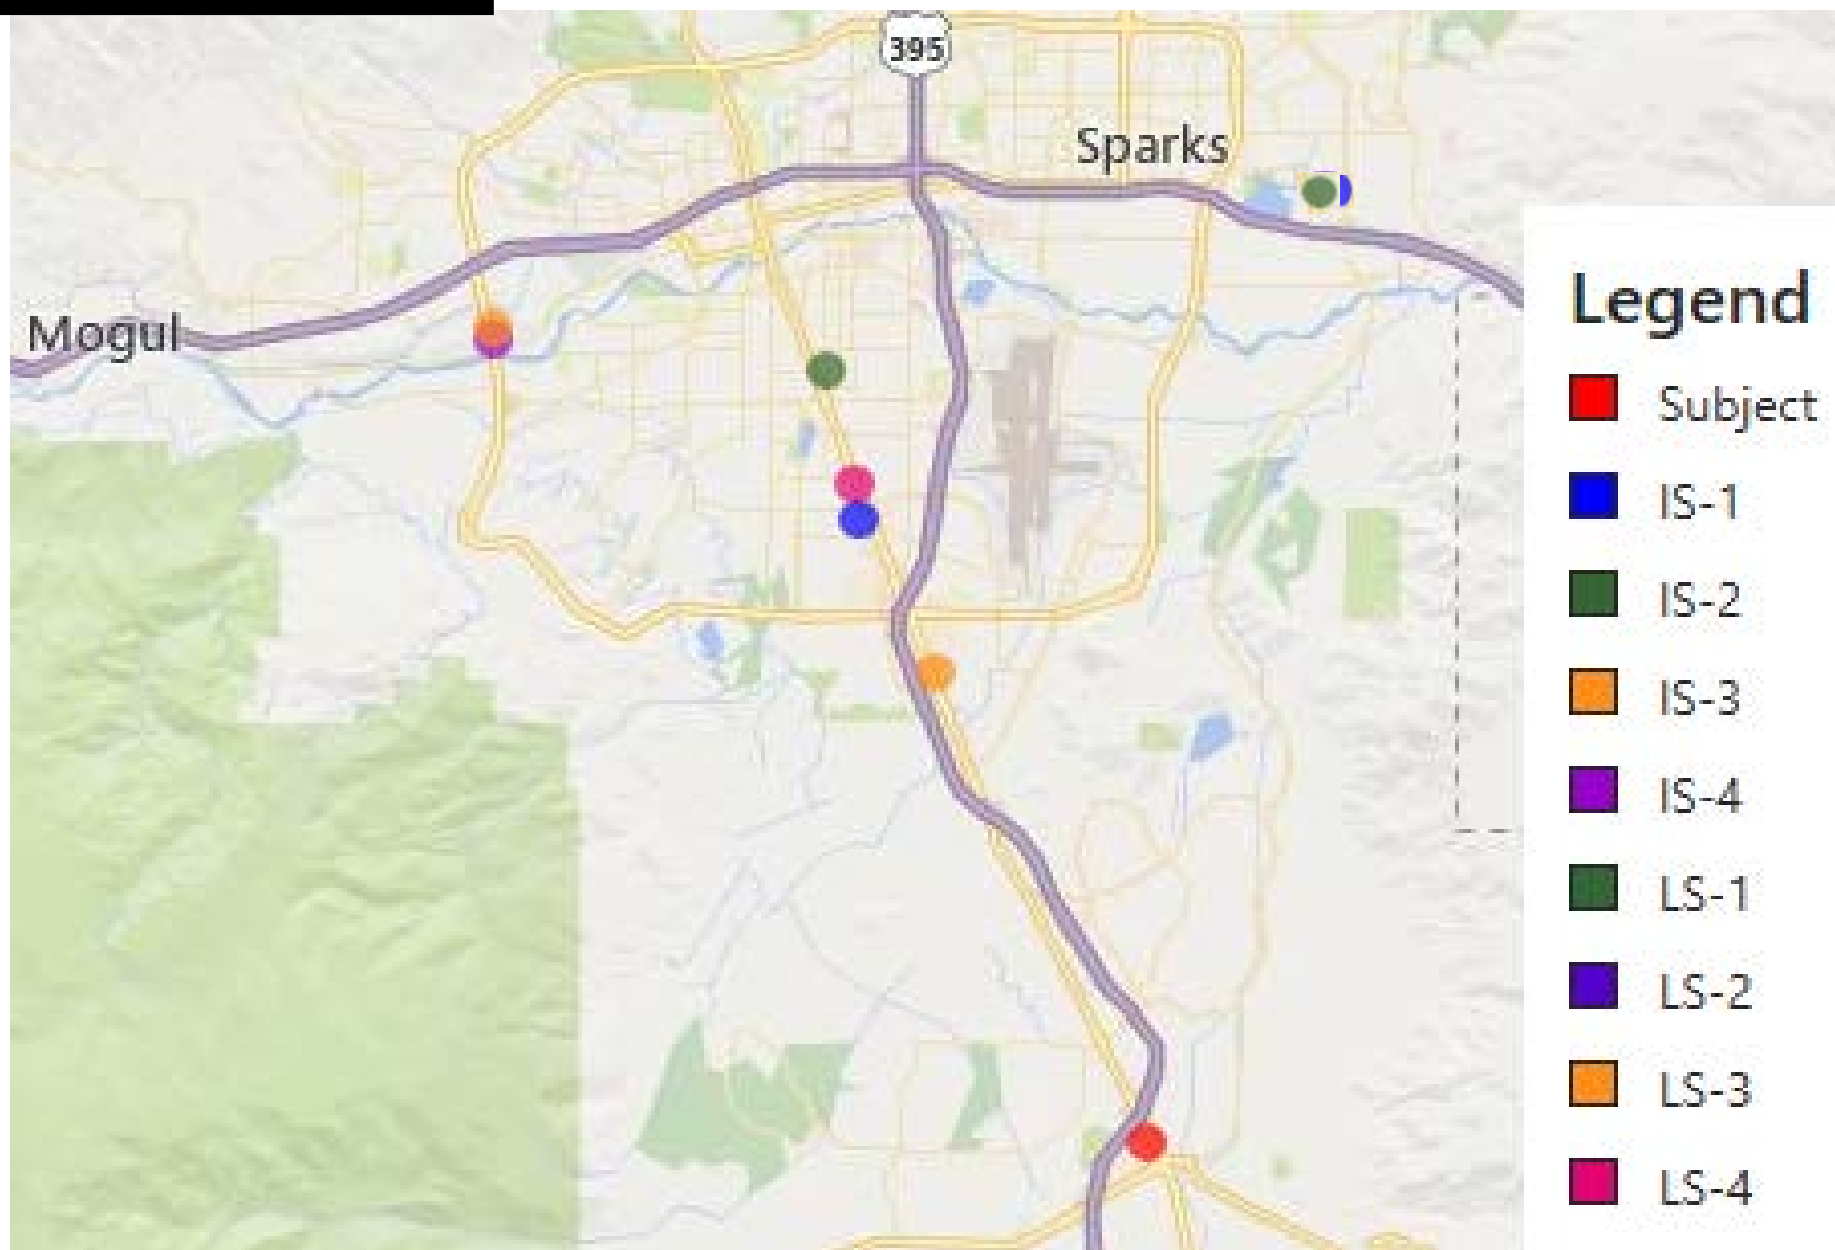 395
Sparks
Mogul
Legend
Subject
IS-1
IS-2
IS-3
IS-4
LS-1
LS-2
LS-3
LS-4